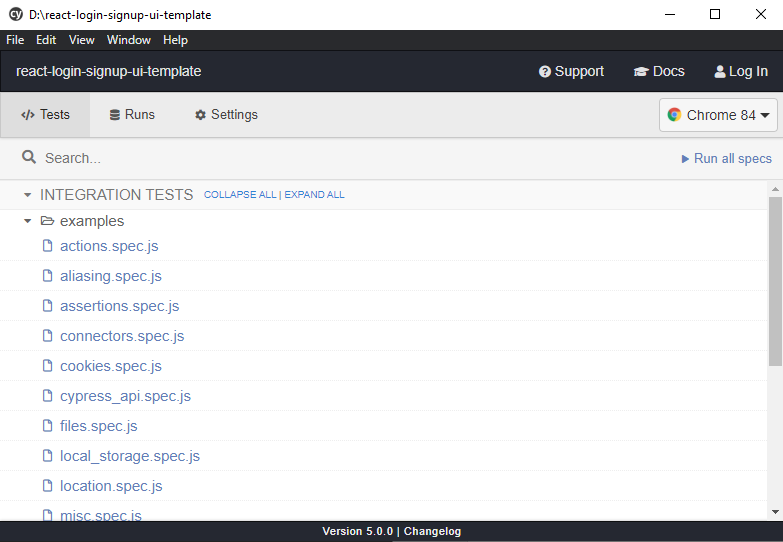 cy D:\react-login-signup-ui-template
File Edit View Window Help
react-login-signup-ui-template Support Docs Log In
Tests Runs Settings Chrome 84
Search... Run all specs
INTEGRATION TESTS COLLAPSE ALL | EXPAND ALL
examples
actions.spec.js
aliasing.spec.js
assertions.spec.js
connectors.spec.js
cookies.spec.js
cypress_api.spec.js
files.spec.js
local_storage.spec.js
location.spec.js
misc.spec.js
Version 5.0.0 | Changelog